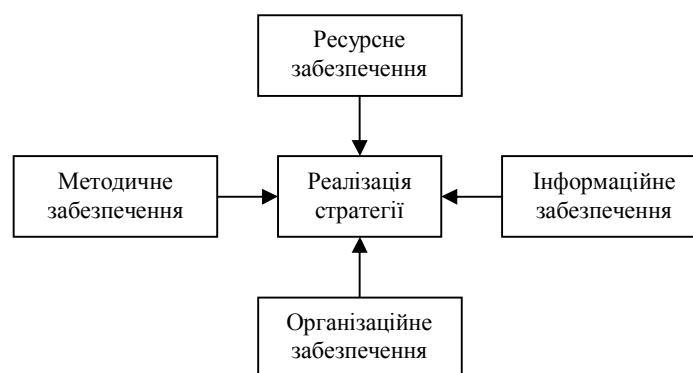 Ресурсне
забезпечення
Методичне
забезпечення
Реалізація
стратегії
Інформаційне
забезпечення
Організаційне
забезпечення